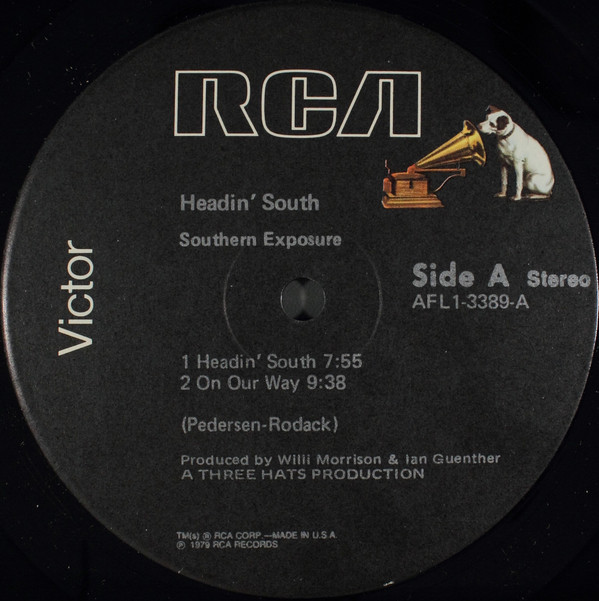 RCA
Victor
Headin' South
Southern Exposure
Side A Stereo
AFL1-3389-A
1 Headin' South 7:55
2 On Our Way 9:38
(Pedersen-Rodack)
Produced by Willi Morrison & Ian Guenther
A THREE HATS PRODUCTION
TM(s) ® RCA CORP.—MADE IN U.S.A
℗ 1979 RCA RECORDS